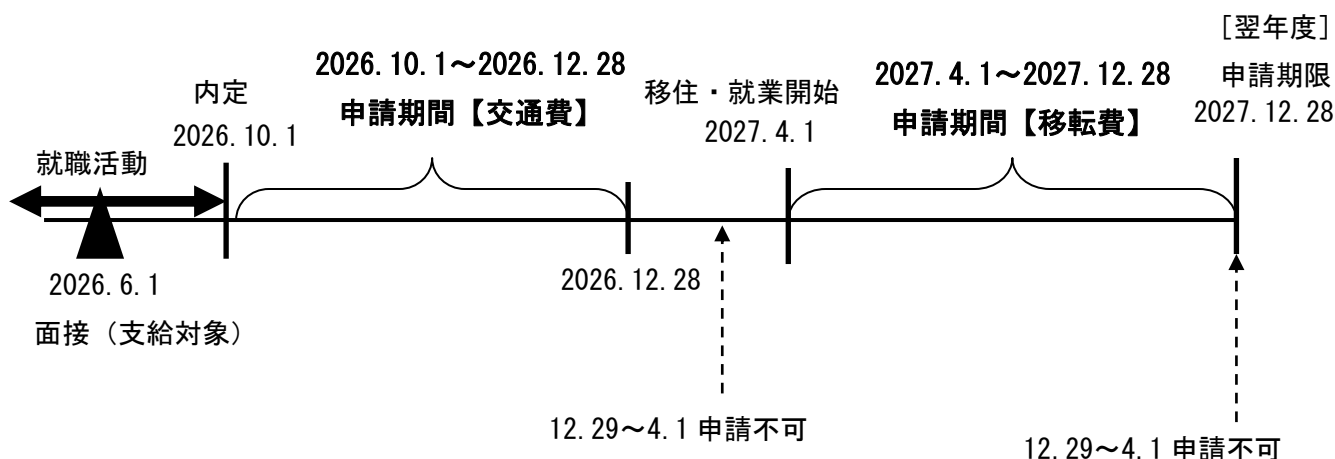 ［翌年度］
申請期限
2027.12.28
2026.10.1～2026.12.28
申請期間【交通費】
2027.4.1～2027.12.28
申請期間【移転費】
内定
2026.10.1
移住・就業開始
2027.4.1
就職活動
2026.6.1
面接（支給対象）
2026.12.28
12.29～4.1 申請不可
12.29～4.1 申請不可